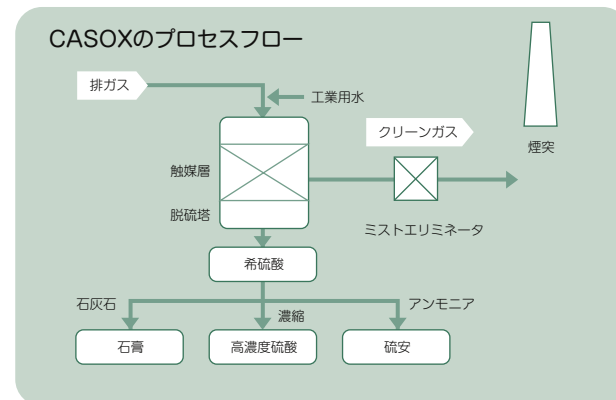 CASOXのプロセスフロー
排ガス
工業用水
クリーンガス
煙突
触媒層
脱硫塔
ミストエリミネータ
希硫酸
石灰石
濃縮
アンモニア
石膏
高濃度硫酸
硫安